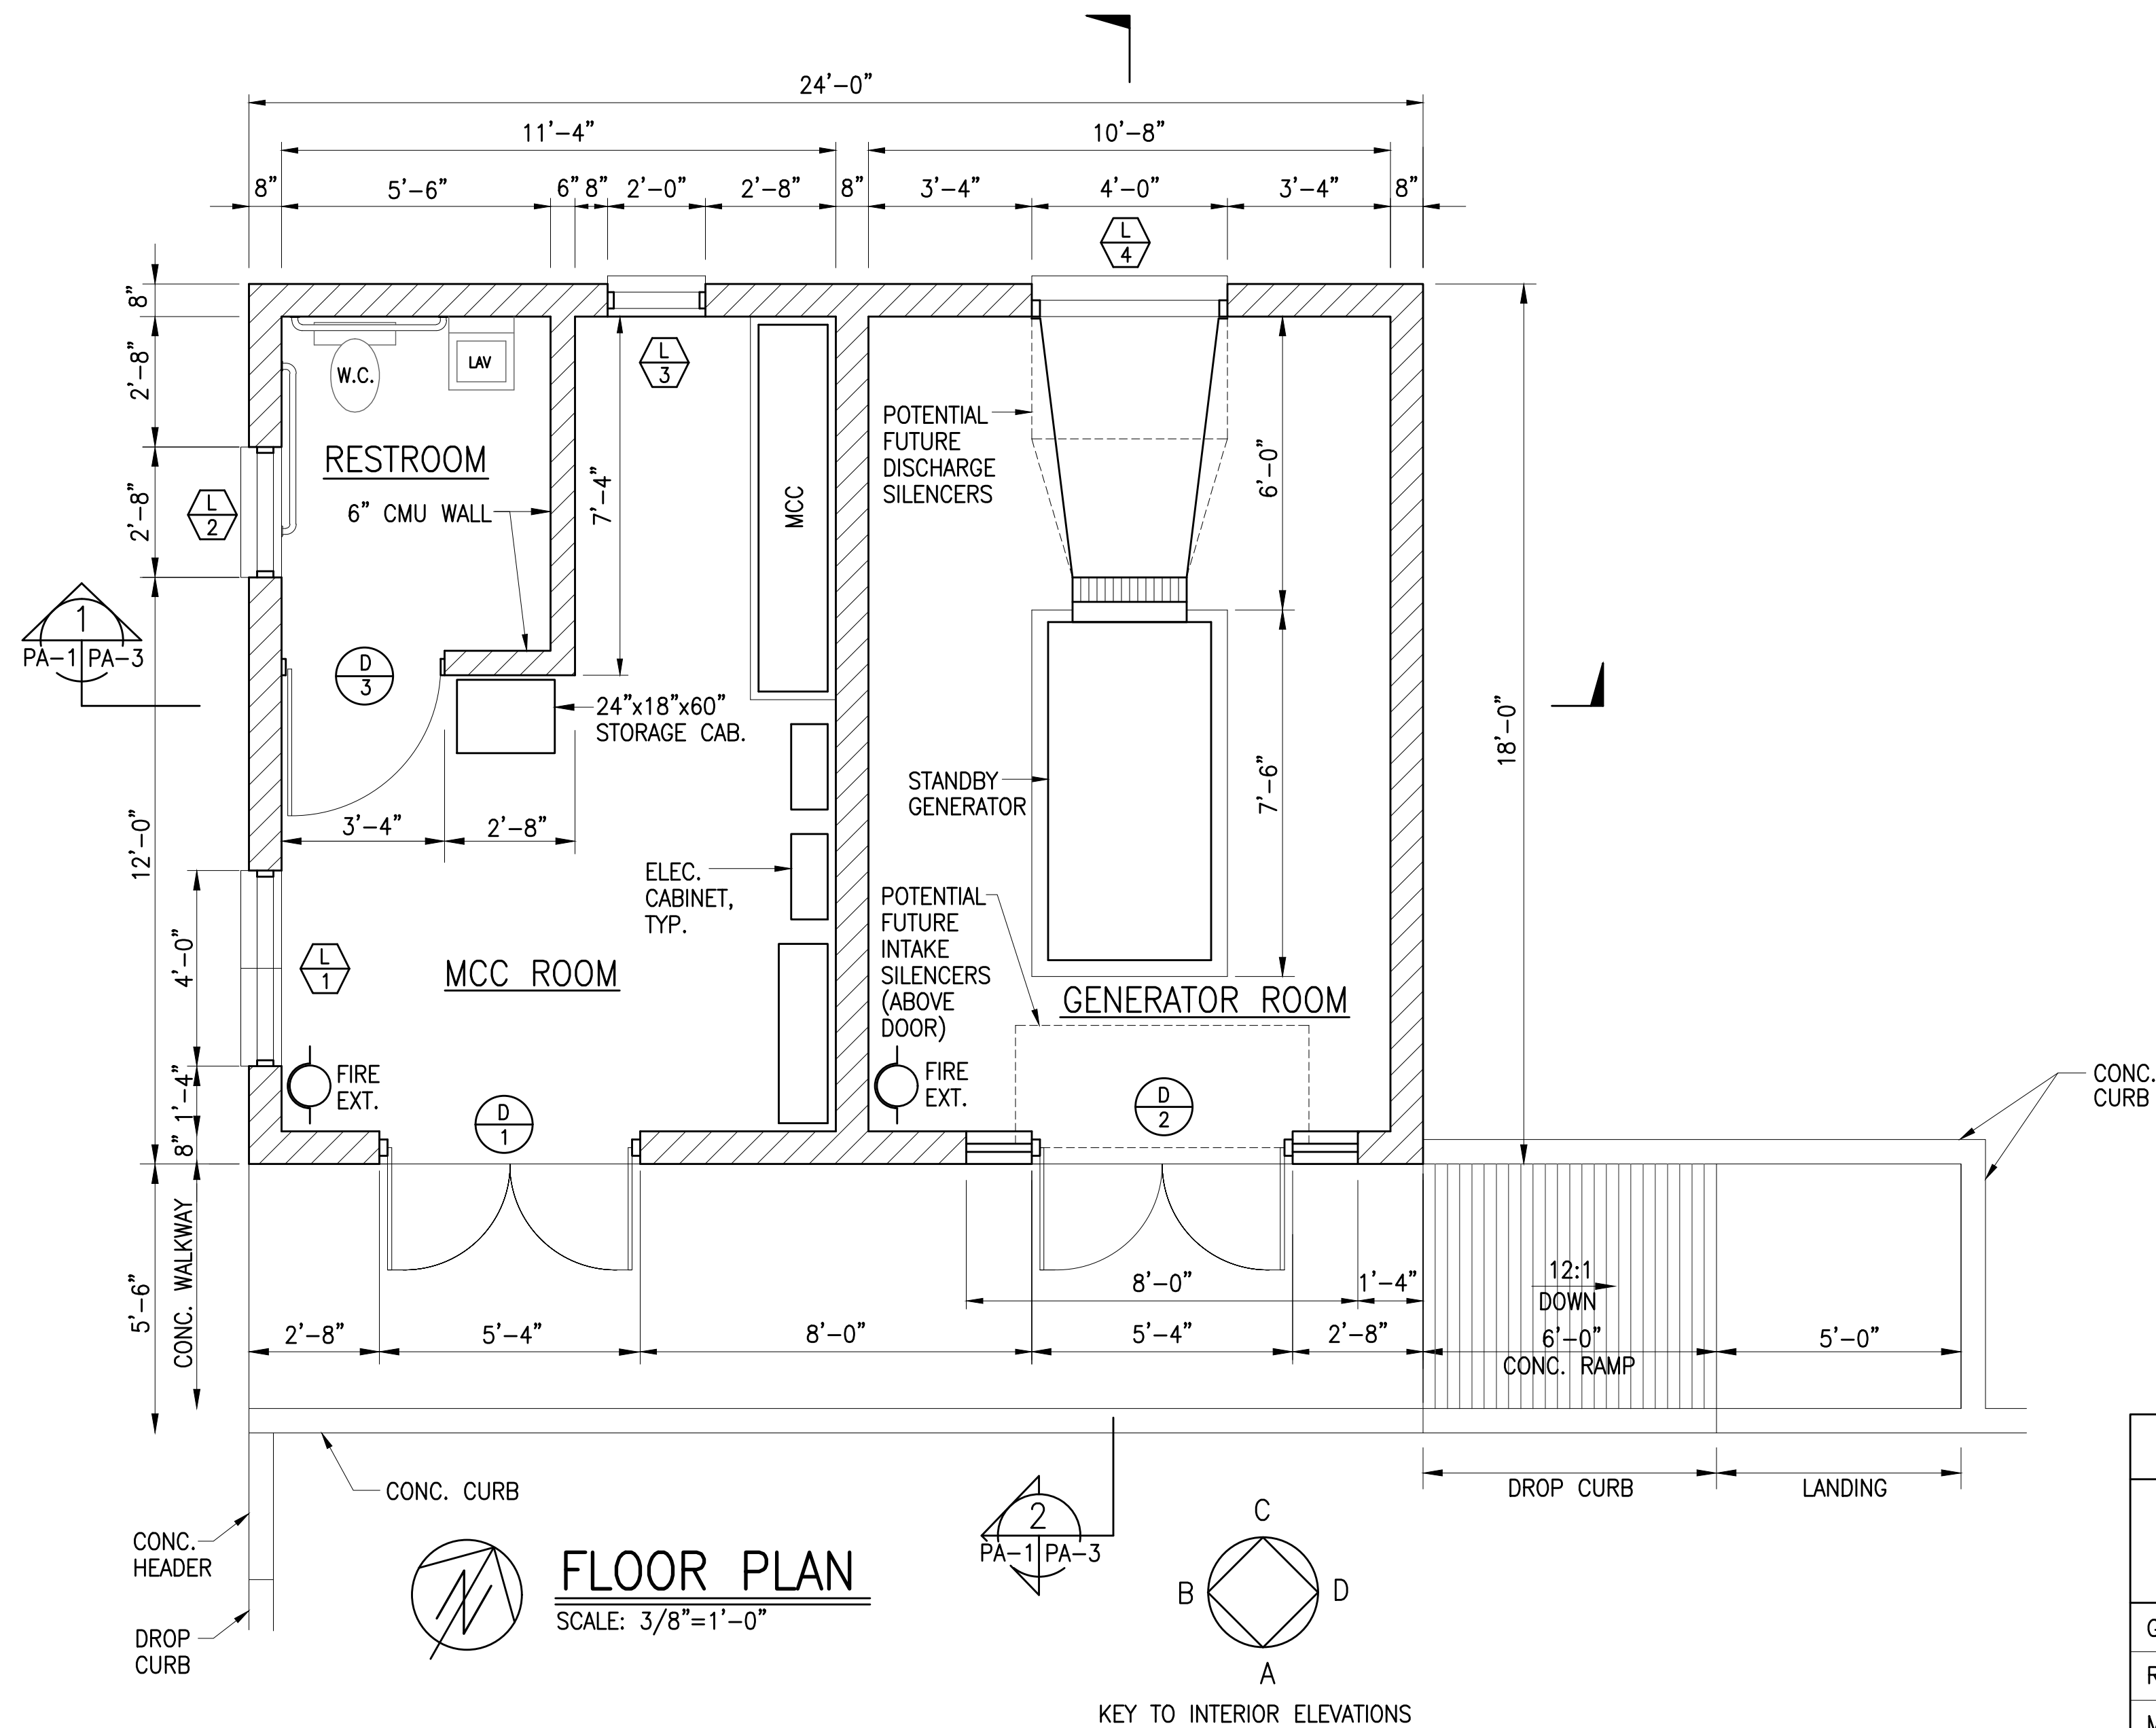 24'-0"
11'-4"
10'-8"
8"
5'-6"
6"
8"
2'-0"
2'-8"
8"
3'-4"
4'-0"
3'-4"
8"
L
4
8"
2'-8"
2'-8"
12'-0"
4'-0"
1'-4"
8"
5'-6"
CONC. WALKWAY
L
2
1
PA-1
PA-3
W.C.
LAV
RESTROOM
6" CMU WALL
7'-4"
L
3
MCC
D
3
24"x18"x60"
STORAGE CAB.
3'-4"
2'-8"
ELEC.
CABINET,
TYP.
L
1
MCC ROOM
FIRE
EXT.
D
1
POTENTIAL
FUTURE
DISCHARGE
SILENCERS
6'-0"
STANDBY
GENERATOR
7'-6"
POTENTIAL
FUTURE
INTAKE
SILENCERS
(ABOVE
DOOR)
GENERATOR ROOM
FIRE
EXT.
D
2
18'-0"
CONC.
CURB
8'-0"
1'-4"
12:1
DOWN
2'-8"
5'-4"
8'-0"
5'-4"
2'-8"
6'-0"
5'-0"
CONC. RAMP
DROP CURB
LANDING
CONC. CURB
CONC.
HEADER
DROP
CURB
N
FLOOR PLAN
SCALE: 3/8"=1'-0"
2
PA-1
PA-3
C
B
D
A
KEY TO INTERIOR ELEVATIONS